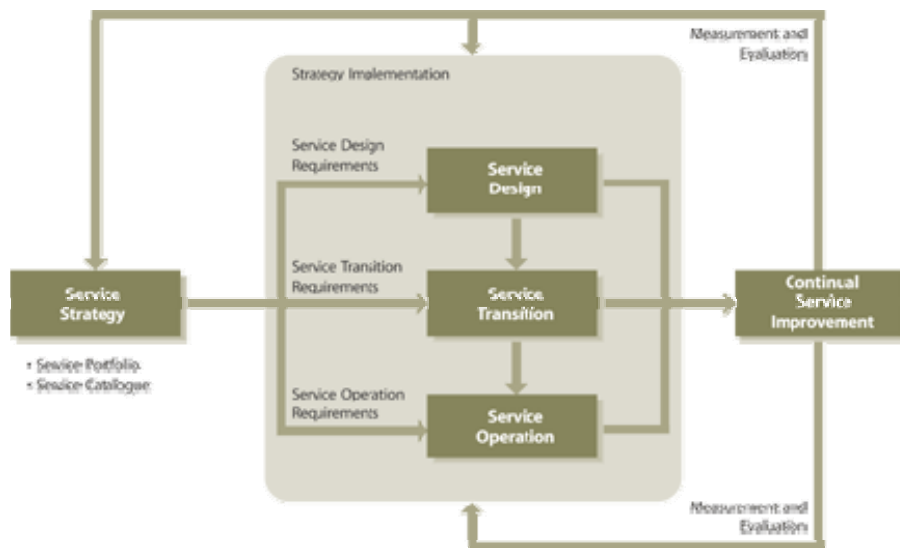 Measurement and
Evaluation
Strategy Implementation
Service Design
Requirements
Service
Design
Service Strategy
Service Transition
Requirements
Service
Transition
Continual
Service
Improvement
• Service Portfolio
• Service Catalogue
Service Operation
Requirements
Service
Operation
Measurement and
Evaluation